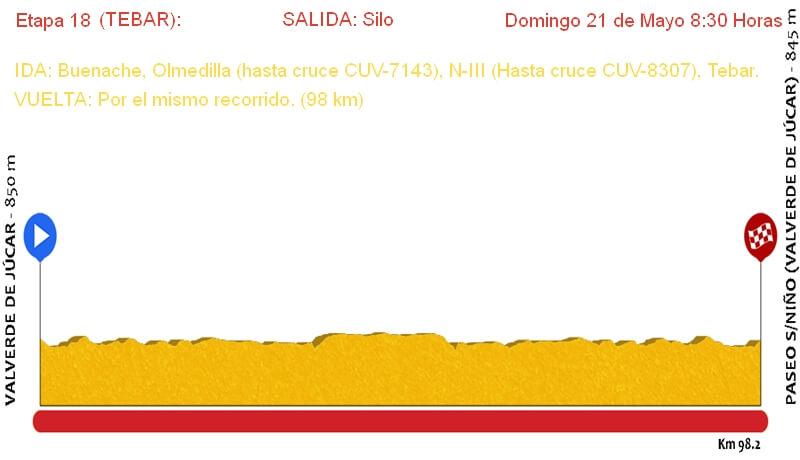 Etapa 18 (TEBAR): SALIDA: Silo Domingo 21 de Mayo 8:30 Horas
IDA: Buenache, Olmedilla (hasta cruce CUV-7143), N-III (Hasta cruce CUV-8307), Tebar.
VUELTA: Por el mismo recorrido. (98 km)
VALVERDE DE JÚCAR - 850 m
PASEO S/NIÑO (VALVERDE DE JÚCAR) - 845 m
Km 98.2